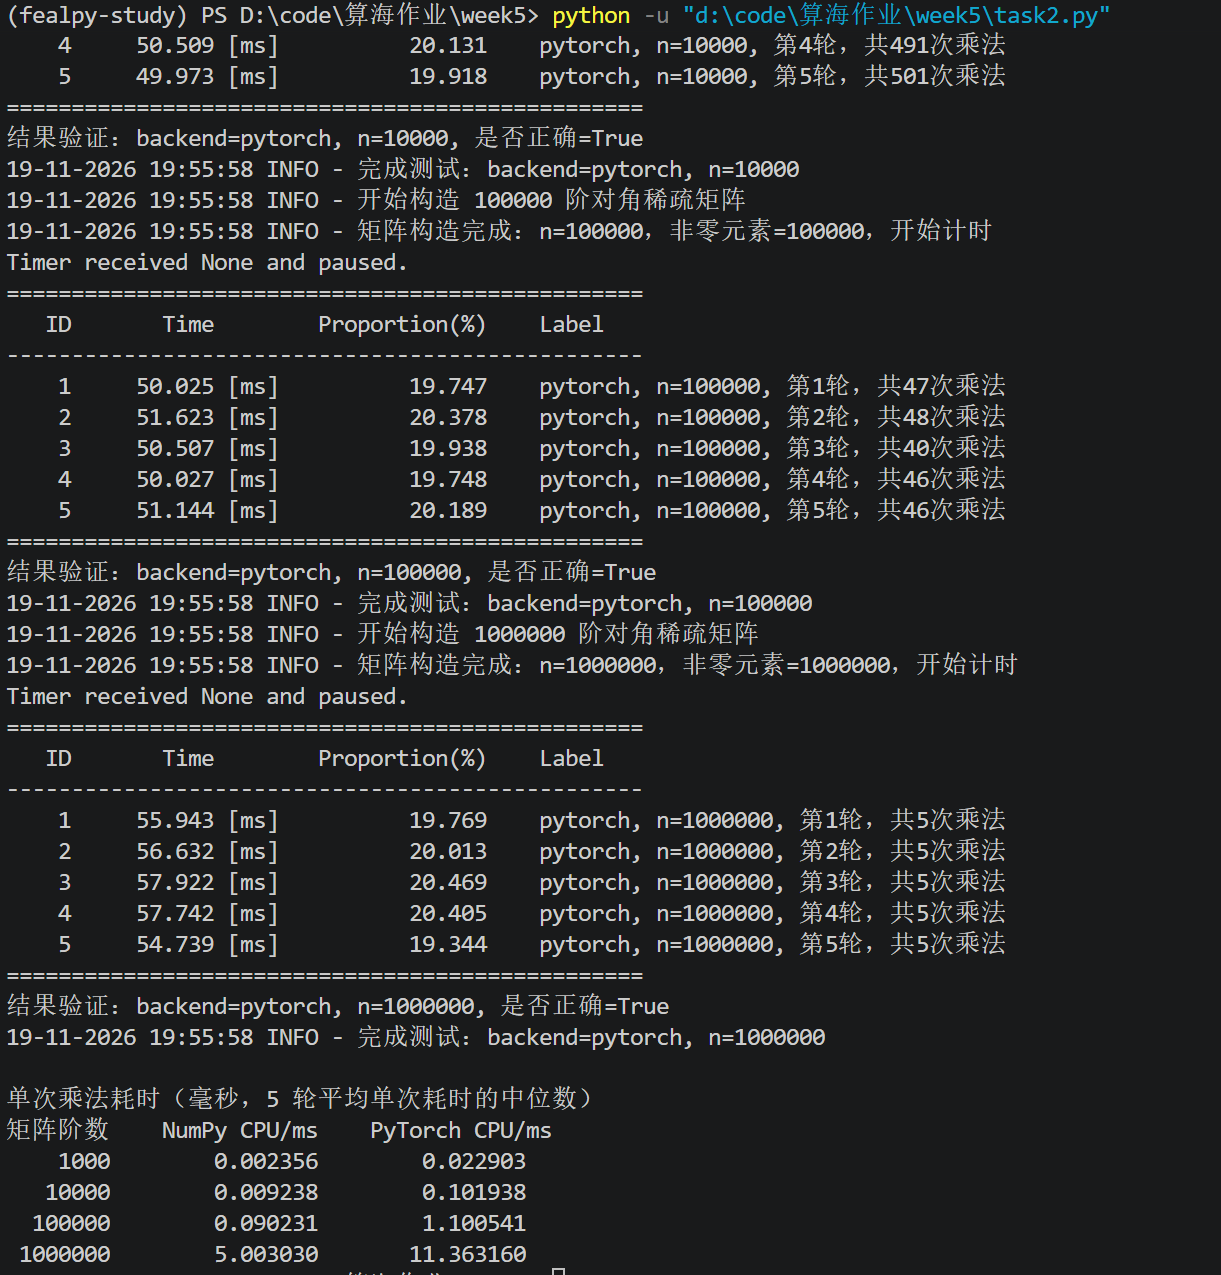 (fealpy-study) PS D:\code\算海作业\week5> python -u "d:\code\算海作业\week5\task2.py"
4 50.509 [ms] 20.131 pytorch, n=10000, 第4轮，共491次乘法
5 49.973 [ms] 19.918 pytorch, n=10000, 第5轮，共501次乘法
=================================================
结果验证：backend=pytorch, n=10000, 是否正确=True
19-11-2026 19:55:58 INFO - 完成测试：backend=pytorch, n=10000
19-11-2026 19:55:58 INFO - 开始构造 100000 阶对角稀疏矩阵
19-11-2026 19:55:58 INFO - 矩阵构造完成：n=100000，非零元素=100000，开始计时
Timer received None and paused.
=================================================
ID Time Proportion(%) Label
-------------------------------------------------
1 50.025 [ms] 19.747 pytorch, n=100000, 第1轮，共47次乘法
2 51.623 [ms] 20.378 pytorch, n=100000, 第2轮，共48次乘法
3 50.507 [ms] 19.938 pytorch, n=100000, 第3轮，共40次乘法
4 50.027 [ms] 19.748 pytorch, n=100000, 第4轮，共46次乘法
5 51.144 [ms] 20.189 pytorch, n=100000, 第5轮，共46次乘法
=================================================
结果验证：backend=pytorch, n=100000, 是否正确=True
19-11-2026 19:55:58 INFO - 完成测试：backend=pytorch, n=100000
19-11-2026 19:55:58 INFO - 开始构造 1000000 阶对角稀疏矩阵
19-11-2026 19:55:58 INFO - 矩阵构造完成：n=1000000，非零元素=1000000，开始计时
Timer received None and paused.
=================================================
ID Time Proportion(%) Label
-------------------------------------------------
1 55.943 [ms] 19.769 pytorch, n=1000000, 第1轮，共5次乘法
2 56.632 [ms] 20.013 pytorch, n=1000000, 第2轮，共5次乘法
3 57.922 [ms] 20.469 pytorch, n=1000000, 第3轮，共5次乘法
4 57.742 [ms] 20.405 pytorch, n=1000000, 第4轮，共5次乘法
5 54.739 [ms] 19.344 pytorch, n=1000000, 第5轮，共5次乘法
=================================================
结果验证：backend=pytorch, n=1000000, 是否正确=True
19-11-2026 19:55:58 INFO - 完成测试：backend=pytorch, n=1000000
单次乘法耗时（毫秒，5 轮平均单次耗时的中位数）
矩阵阶数 NumPy CPU/ms PyTorch CPU/ms
1000 0.002356 0.022903
10000 0.009238 0.101938
100000 0.090231 1.100541
1000000 5.003030 11.363160